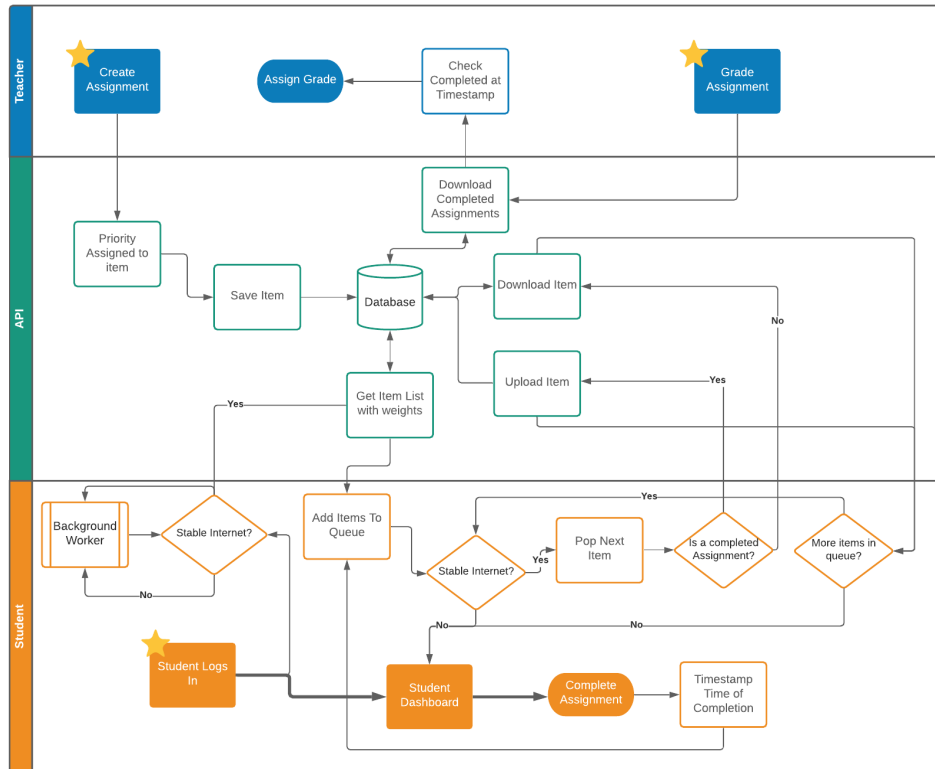 Teacher
Create
Assignment
Assign Grade
Check
Completed at
Timestamp
Grade
Assignment
API
Download
Completed
Assignments
Priority
Assigned to
item
Save Item
Database
Download Item
No
Upload Item
Yes
Get Item List
with weights
Yes
Student
Background
Worker
Stable Internet?
No
Add Items To
Queue
Stable Internet?
Yes
Pop Next
Item
Is a completed
Assignment?
More items in
queue?
Yes
No
No
Student Logs
In
Student
Dashboard
Complete
Assignment
Timestamp
Time of
Completion